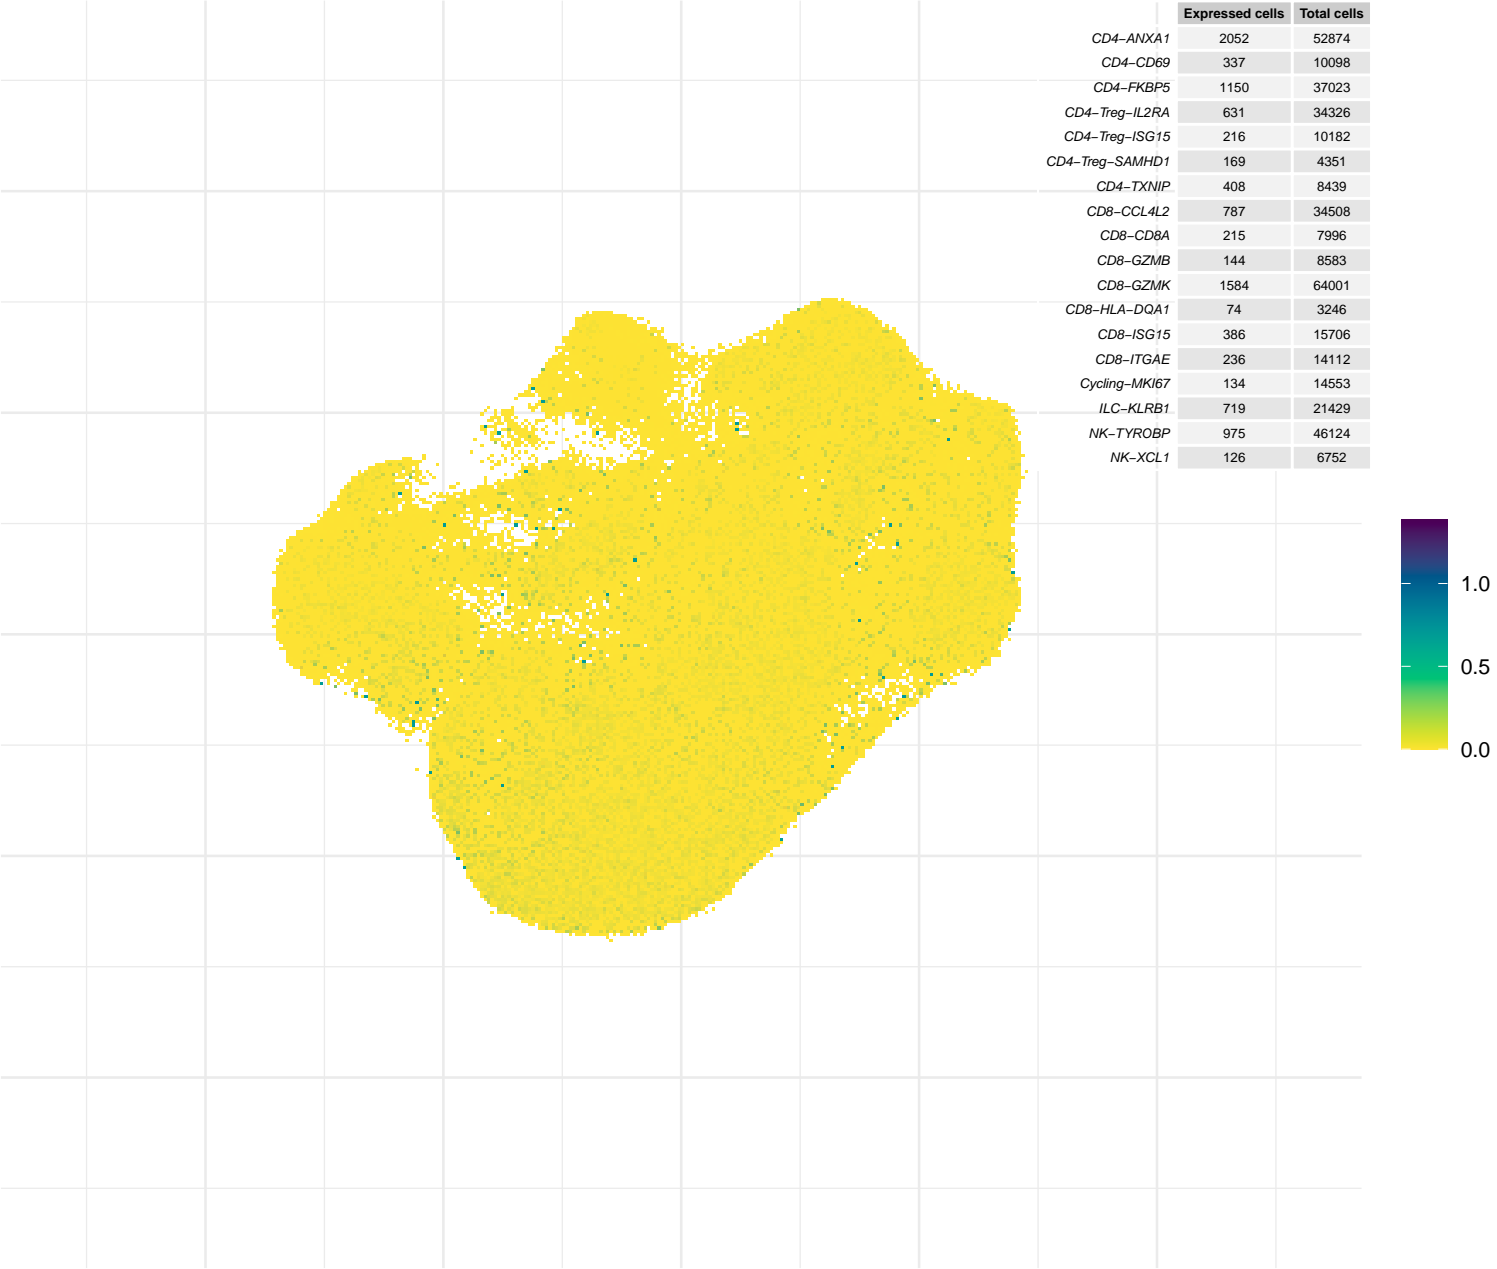 Expressed cells Total cells
CD4−ANXA1 2052 52874
CD4−CD69 337 10098
CD4−FKBP5 1150 37023
CD4−Treg−IL2RA 631 34326
CD4−Treg−ISG15 216 10182
CD4−Treg−SAMHD1 169 4351
CD4−TXNIP 408 8439
CD8−CCL4L2 787 34508
CD8−CD8A 215 7996
CD8−GZMB 144 8583
CD8−GZMK 1584 64001
CD8−HLA−DQA1 74 3246
CD8−ISG15 386 15706
CD8−ITGAE 236 14112
Cycling−MKI67 134 14553
ILC−KLRB1 719 21429
NK−TYROBP 975 46124
NK−XCL1 126 6752
1.0
0.5
0.0